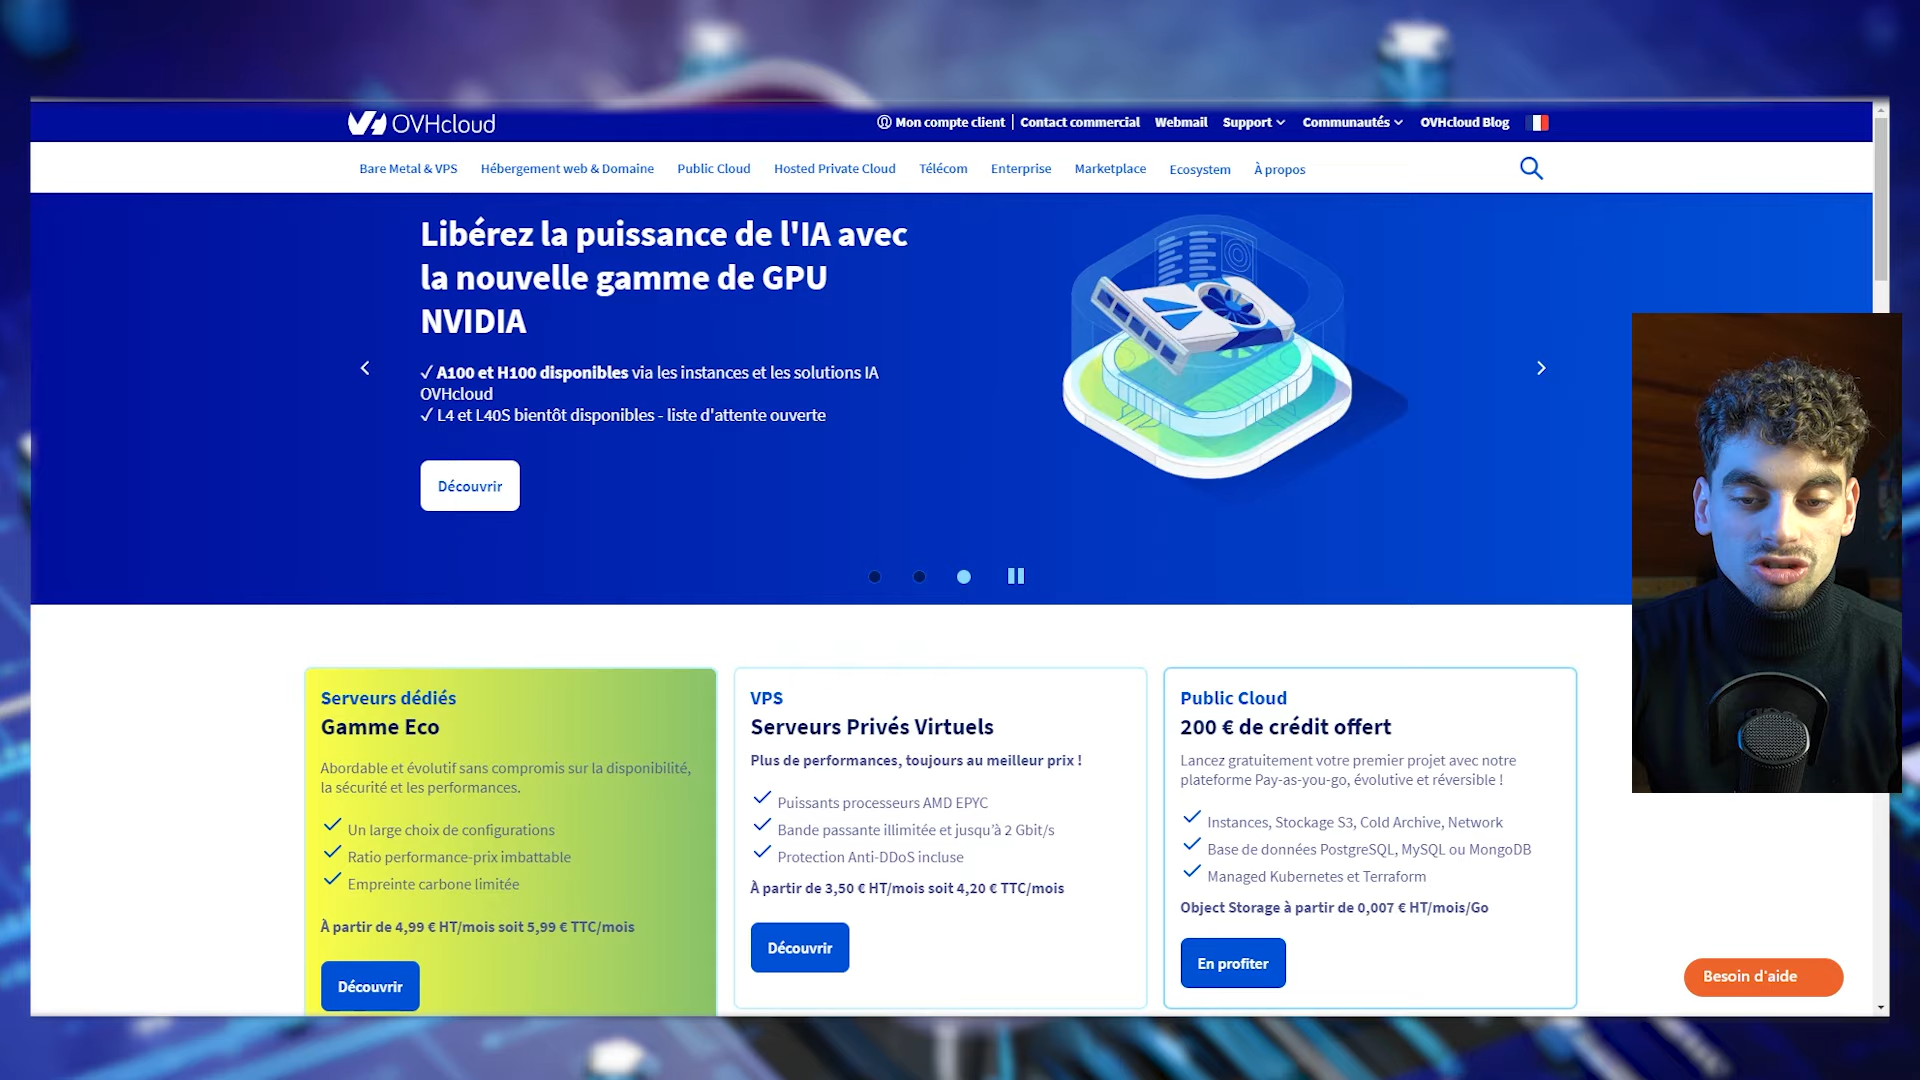 OVHcloud
Mon compte client | Contact commercial Webmail Support Communautés OVHcloud Blog
Bare Metal & VPS Hébergement web & Domaine Public Cloud Hosted Private Cloud Télécom Enterprise Marketplace Ecosystem À propos
Libérez la puissance de l'IA avec
la nouvelle gamme de GPU
NVIDIA
✓ A100 et H100 disponibles via les instances et les solutions IA
OVHcloud
✓ L4 et L40S bientôt disponibles - liste d'attente ouverte
Découvrir
Serveurs dédiés
Gamme Eco
Abordable et évolutif sans compromis sur la disponibilité,
la sécurité et les performances.
Un large choix de configurations
Ratio performance-prix imbattable
Empreinte carbone limitée
À partir de 4,99 € HT/mois soit 5,99 € TTC/mois
Découvrir
VPS
Serveurs Privés Virtuels
Plus de performances, toujours au meilleur prix !
Puissants processeurs AMD EPYC
Bande passante illimitée et jusqu'à 2 Gbit/s
Protection Anti-DDoS incluse
À partir de 3,50 € HT/mois soit 4,20 € TTC/mois
Découvrir
Public Cloud
200 € de crédit offert
Lancez gratuitement votre premier projet avec notre
plateforme Pay-as-you-go, évolutive et réversible !
Instances, Stockage S3, Cold Archive, Network
Base de données PostgreSQL, MySQL ou MongoDB
Managed Kubernetes et Terraform
Object Storage à partir de 0,007 € HT/mois/Go
En profiter
Besoin d'aide